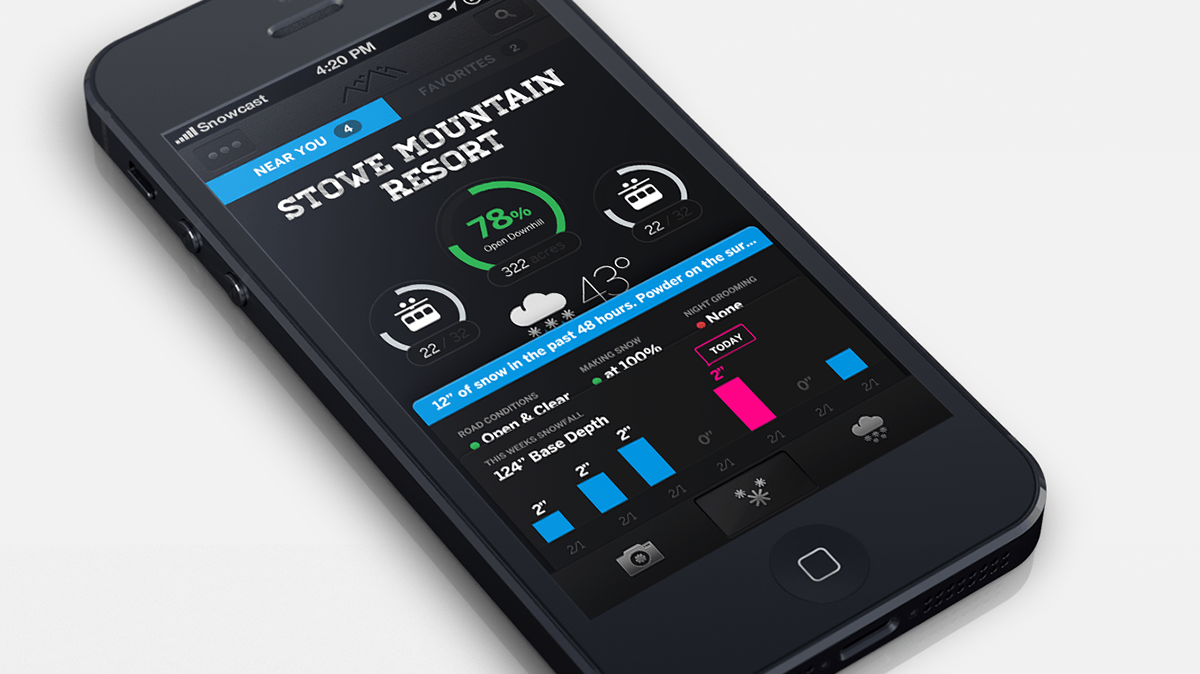 Snowcast 4:20 PM
NEAR YOU 4
FAVORITES 2
STOWE MOUNTAIN
RESORT
78%
Open Downhill
322 acres
22 / 32
22 / 32
43°
12" of snow in the past 48 hours. Powder on the sur...
ROAD CONDITIONS
Open & Clear
MAKING SNOW
at 100%
NIGHT GROOMING
None
THIS WEEKS SNOWFALL
124" Base Depth
TODAY
2" 2" 2" 0" 2" 0"
2/1 2/1 2/1 2/1 2/1 2/1 2/1